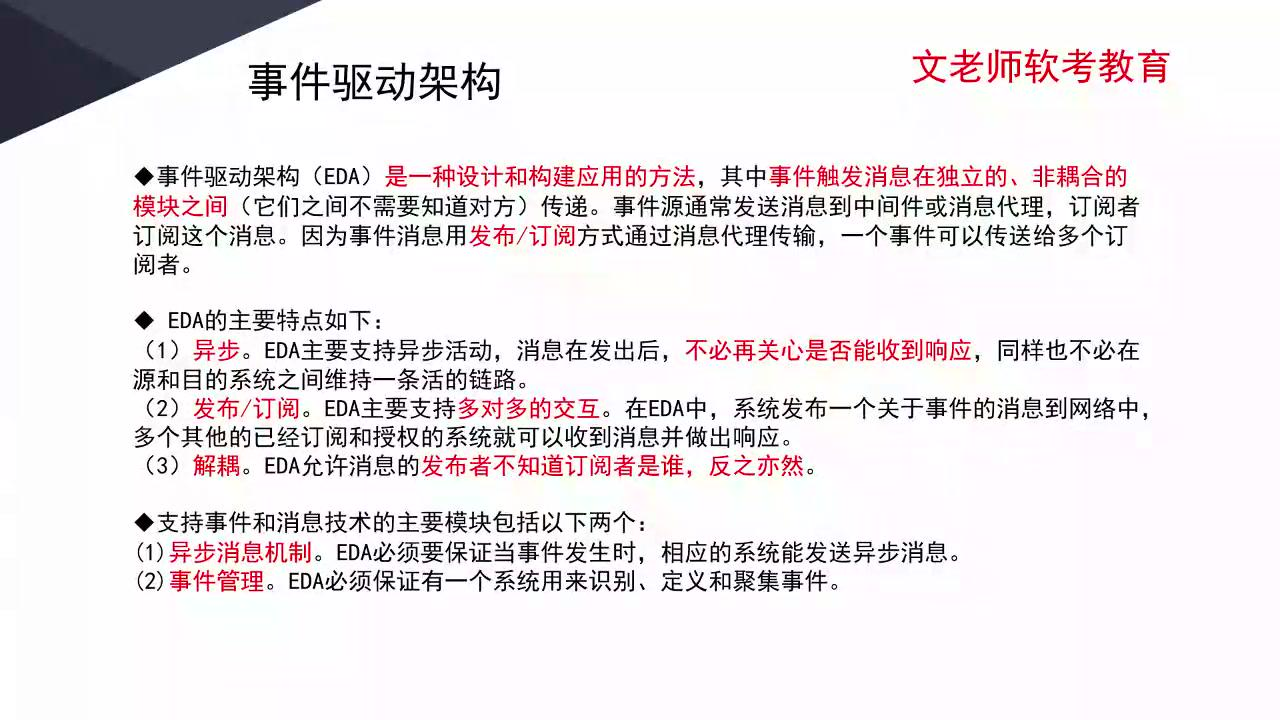 事件驱动架构
文老师软考教育
◆事件驱动架构（EDA）是一种设计和构建应用的方法，其中事件触发消息在独立的、非耦合的
模块之间（它们之间不需要知道对方）传递。事件源通常发送消息到中间件或消息代理，订阅者
订阅这个消息。因为事件消息用发布/订阅方式通过消息代理传输，一个事件可以传送给多个订
阅者。
◆ EDA的主要特点如下：
（1）异步。EDA主要支持异步活动，消息在发出后，不必再关心是否能收到响应，同样也不必在
源和目的系统之间维持一条活的链路。
（2）发布/订阅。EDA主要支持多对多的交互。在EDA中，系统发布一个关于事件的消息到网络中，
多个其他的已经订阅和授权的系统就可以收到消息并做出响应。
（3）解耦。EDA允许消息的发布者不知道订阅者是谁，反之亦然。
◆支持事件和消息技术的主要模块包括以下两个：
(1)异步消息机制。EDA必须要保证当事件发生时，相应的系统能发送异步消息。
(2)事件管理。EDA必须保证有一个系统用来识别、定义和聚集事件。